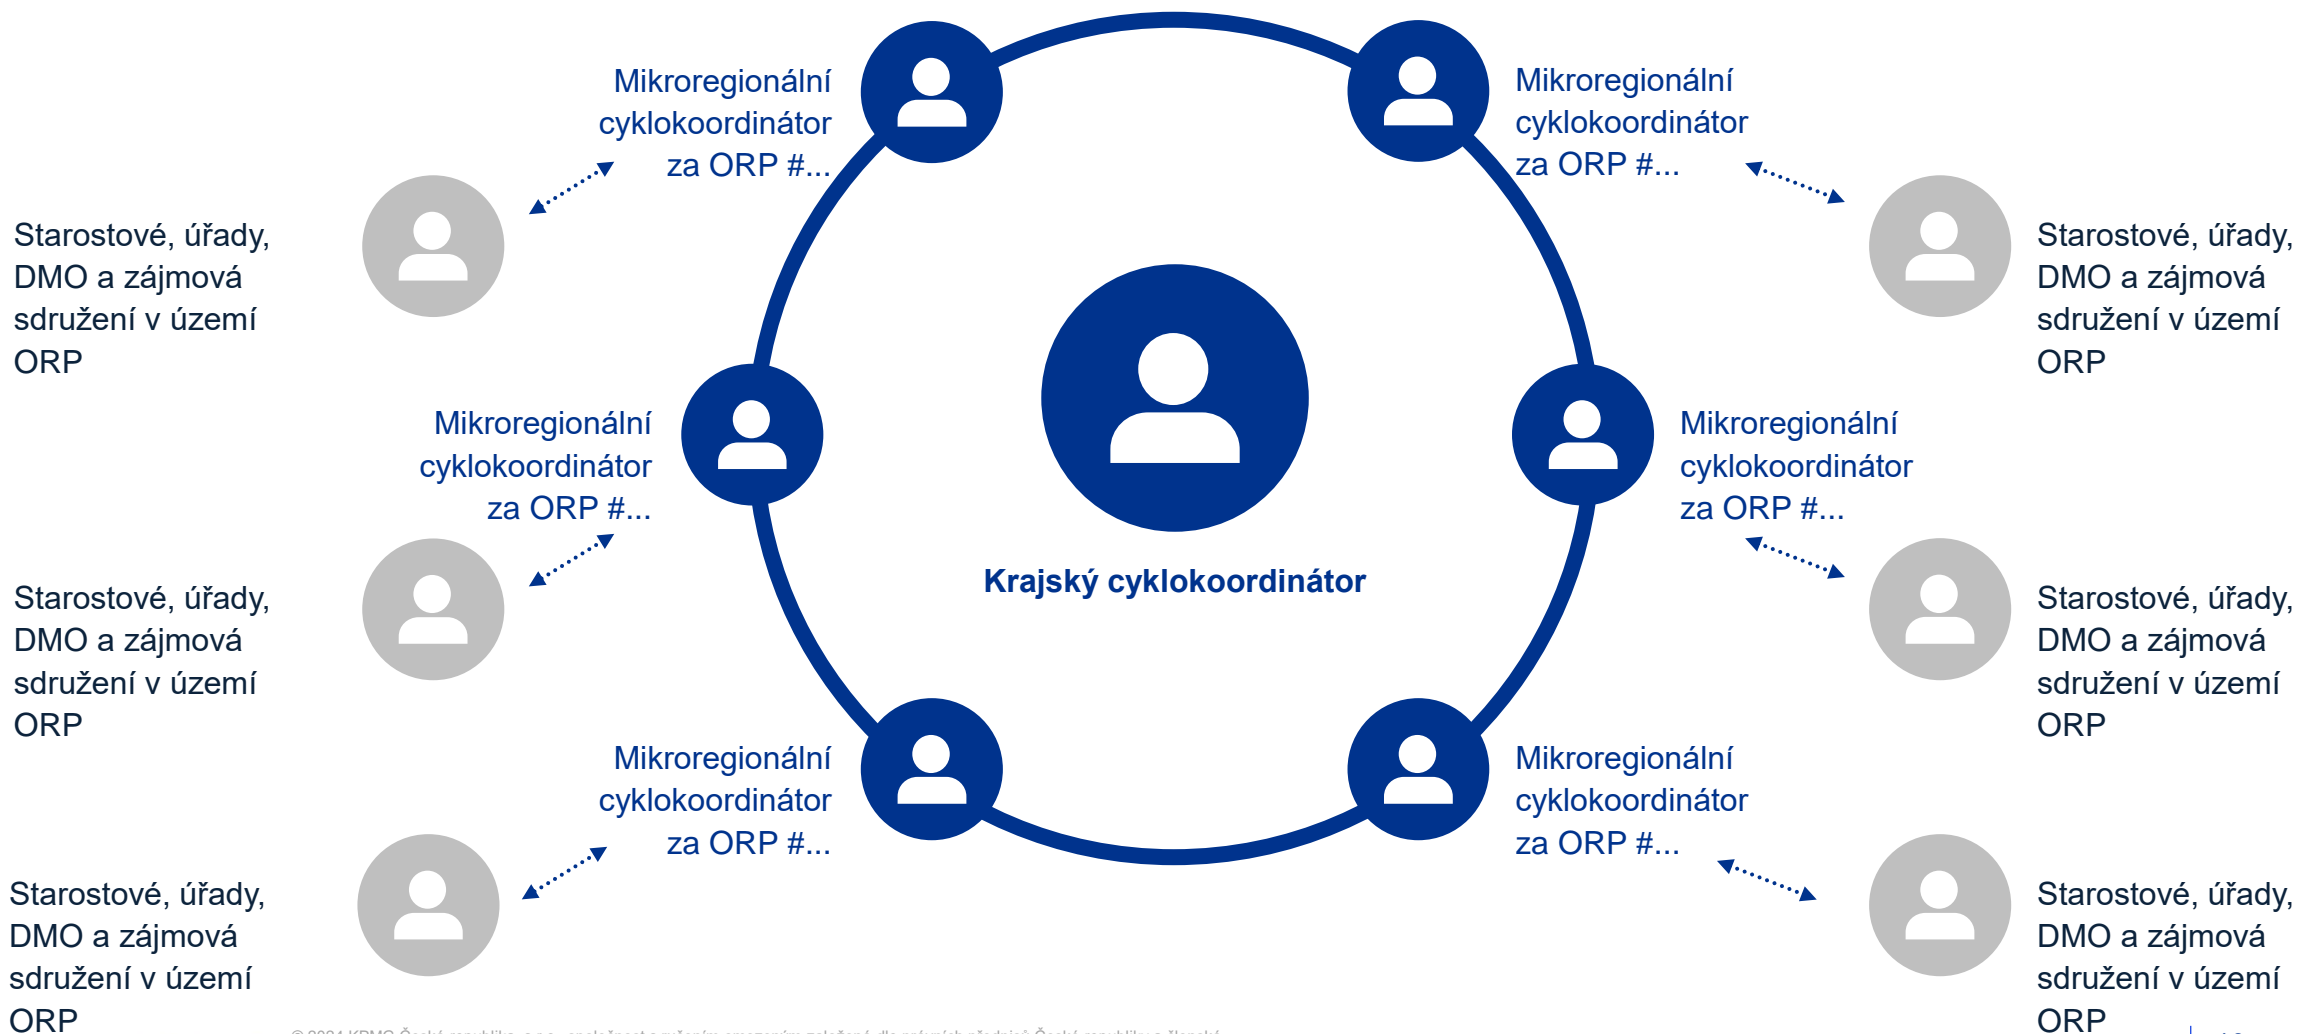 Mikroregionální
cyklokoordinátor
za ORP #...
Mikroregionální
cyklokoordinátor
za ORP #...
Starostové, úřady,
DMO a zájmová
sdružení v území
ORP
Starostové, úřady,
DMO a zájmová
sdružení v území
ORP
Mikroregionální
cyklokoordinátor
za ORP #...
Mikroregionální
cyklokoordinátor
za ORP #...
Krajský cyklokoordinátor
Starostové, úřady,
DMO a zájmová
sdružení v území
ORP
Starostové, úřady,
DMO a zájmová
sdružení v území
ORP
Mikroregionální
cyklokoordinátor
za ORP #...
Mikroregionální
cyklokoordinátor
za ORP #...
Starostové, úřady,
DMO a zájmová
sdružení v území
ORP
Starostové, úřady,
DMO a zájmová
sdružení v území
ORP